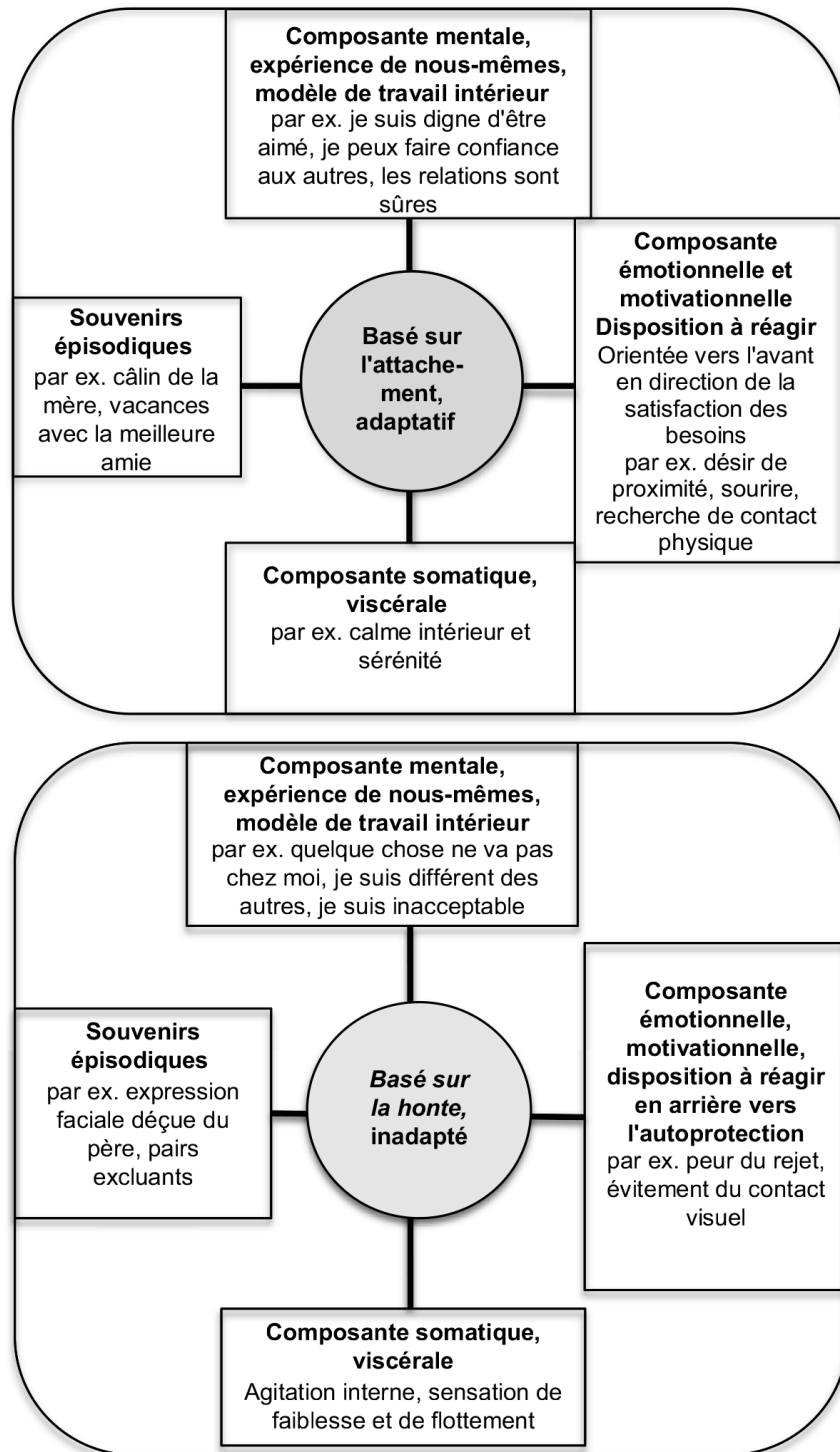 Composante mentale,
expérience de nous-mêmes,
modèle de travail intérieur
par ex. je suis digne d'être
aimé, je peux faire confiance
aux autres, les relations sont
sûres
Souvenirs
épisodiques
par ex. câlin de la
mère, vacances
avec la meilleure
amie
Basé sur
l'attache-
ment,
adaptatif
Composante
émotionnelle et
motivationnelle
Disposition à réagir
Orientée vers l'avant
en direction de la
satisfaction des
besoins
par ex. désir de
proximité, sourire,
recherche de contact
physique
Composante somatique,
viscérale
par ex. calme intérieur et
sérénité
Composante mentale,
expérience de nous-mêmes,
modèle de travail intérieur
par ex. quelque chose ne va pas
chez moi, je suis différent des
autres, je suis inacceptable
Souvenirs
épisodiques
par ex. expression
faciale déçue du
père, pairs
excluants
Basé sur
la honte,
inadapté
Composante
émotionnelle,
motivationnelle,
disposition à réagir
en arrière vers
l'autoprotection
par ex. peur du rejet,
évitement du contact
visuel
Composante somatique,
viscérale
Agitation interne, sensation de
faiblesse et de flottement